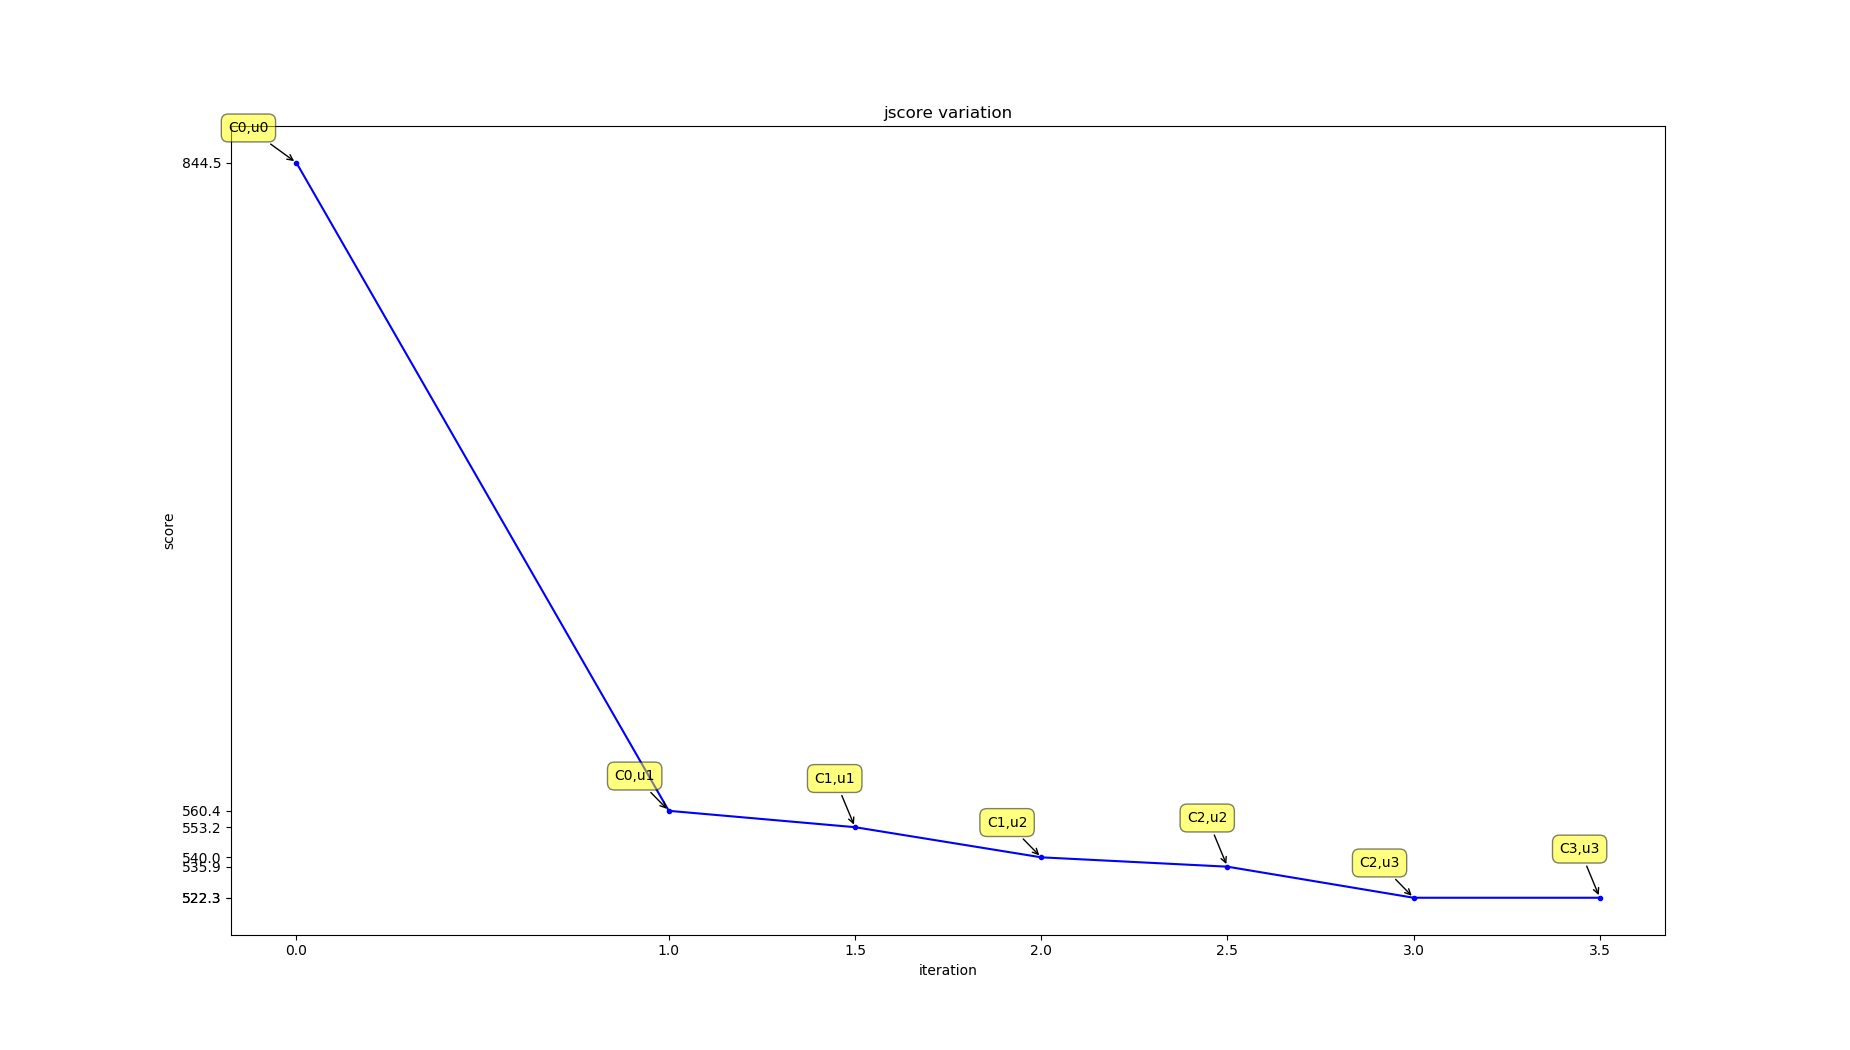 jscore variation
C0,u0
844.5
score
C0,u1
C1,u1
C1,u2
C2,u2
C2,u3
C3,u3
560.4
553.2
540.0
535.9
522.3
0.0 1.0 1.5 2.0 2.5 3.0 3.5
iteration